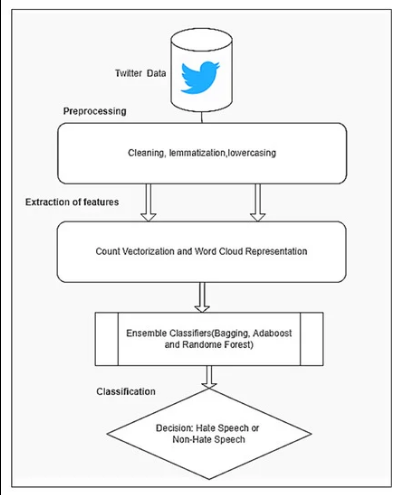 Twitter Data
Preprocessing
Cleaning, lemmatization,lowercasing
Extraction of features
Count Vectorization and Word Cloud Representation
Ensemble Classifiers(Bagging, Adaboost
and Randome Forest)
Classification
Decision: Hate Speech or
Non-Hate Speech